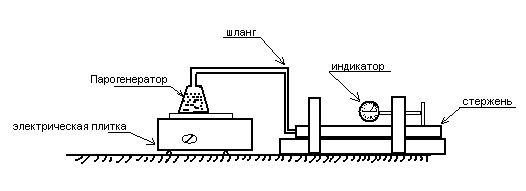 шланг
Парогенератор
индикатор
стержень
электрическая плитка